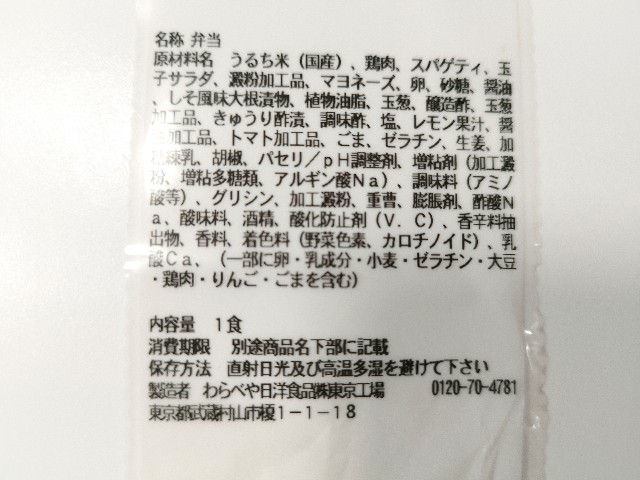 名称 弁当
原材料名 うるち米（国産）、鶏肉、スパゲティ、玉
子サラダ、澱粉加工品、マヨネーズ、卵、砂糖、醤油
、しそ風味大根漬物、植物油脂、玉葱、醸造酢、玉葱
加工品、きゅうり酢漬、調味酢、塩、レモン果汁、醤
加工品、トマト加工品、ごま、ゼラチン、生姜、加
練乳、胡椒、パセリ／ｐＨ調整剤、増粘剤（加工澱
粉、増粘多糖類、アルギン酸Ｎａ）、調味料（アミノ
酸等）、グリシン、加工澱粉、重曹、膨脹剤、酢酸Ｎ
ａ、酸味料、酒精、酸化防止剤（Ｖ．Ｃ）、香辛料抽
出物、香料、着色料（野菜色素、カロチノイド）、乳
酸Ｃａ、（一部に卵・乳成分・小麦・ゼラチン・大豆
・鶏肉・りんご・ごまを含む）
内容量 １食
消費期限 別途商品名下部に記載
保存方法 直射日光及び高温多湿を避けて下さい
製造者 わらべや日洋食品㈱東京工場 0120-70-4781
東京都武蔵村山市榎１－１－１８